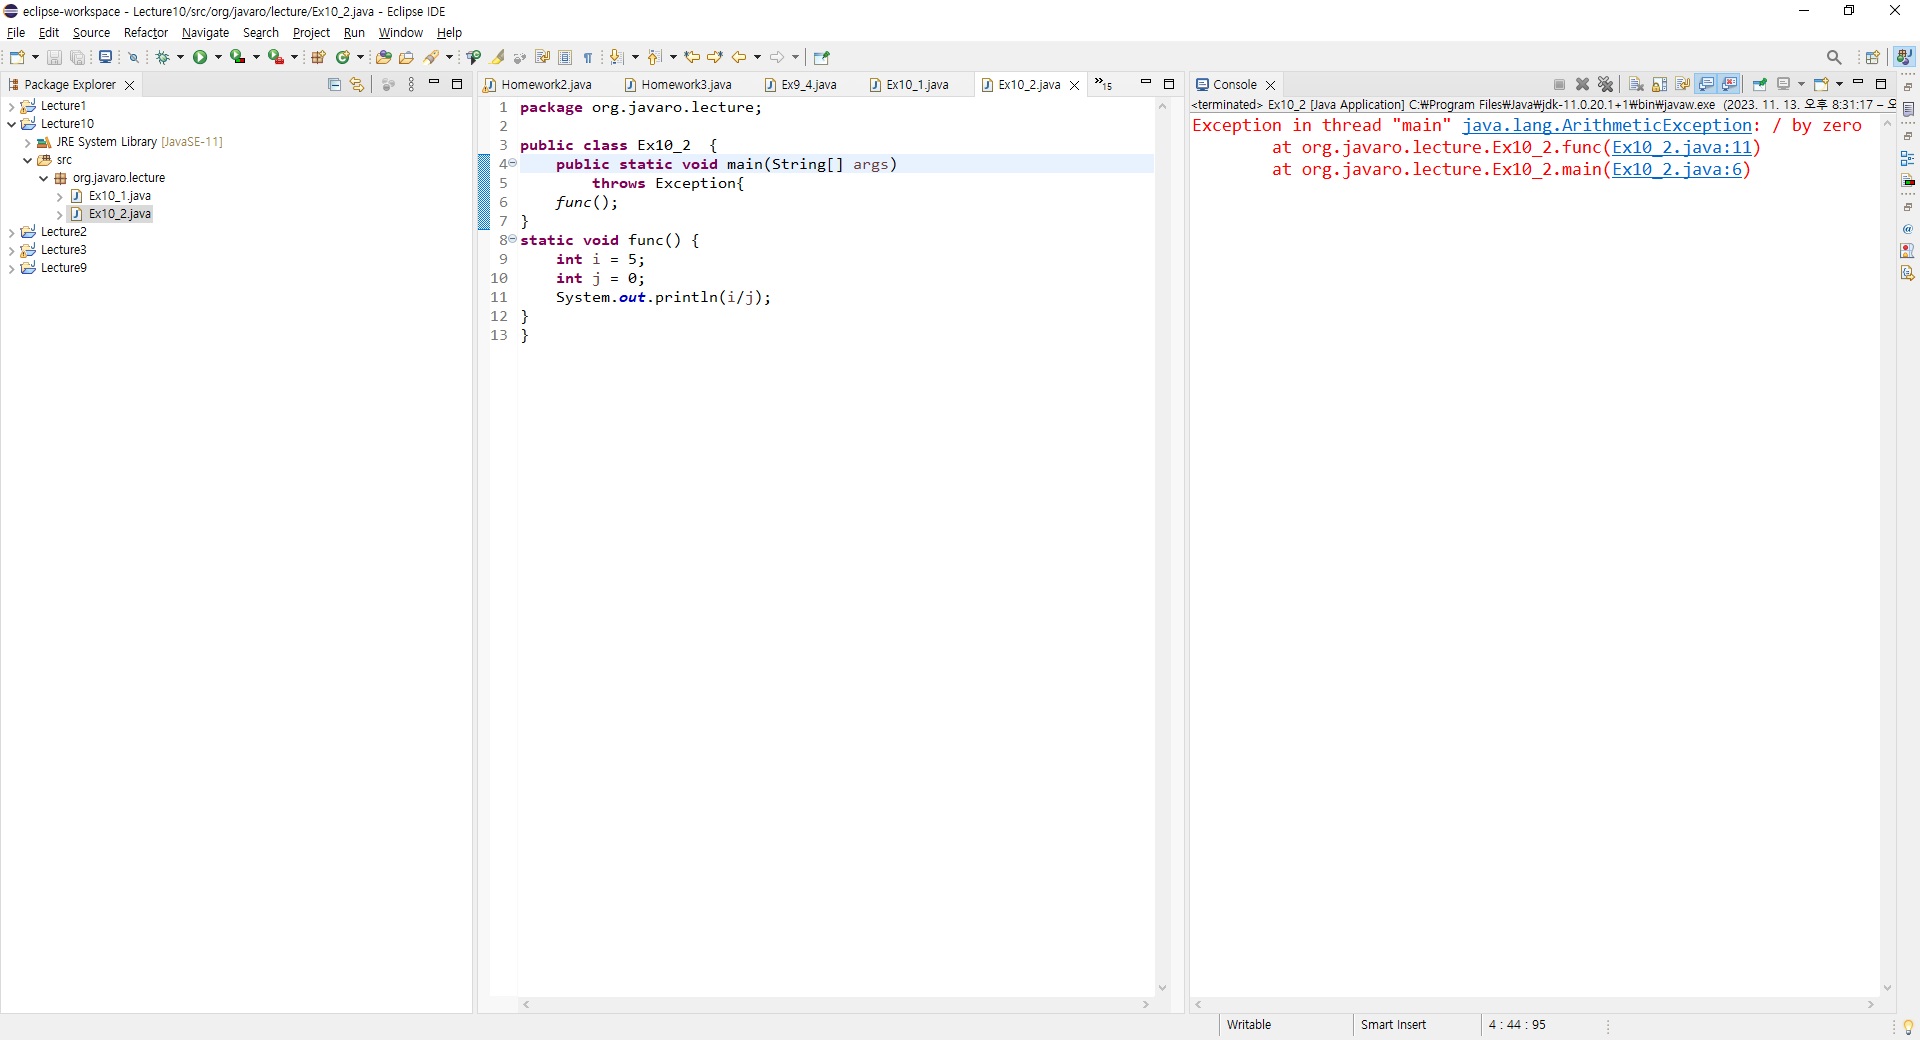 eclipse-workspace - Lecture10/src/org/javaro/lecture/Ex10_2.java - Eclipse IDE
File Edit Source Refactor Navigate Search Project Run Window Help
Package Explorer
Lecture1
Lecture10
JRE System Library [JavaSE-11]
src
org.javaro.lecture
Ex10_1.java
Ex10_2.java
Lecture2
Lecture3
Lecture9
Homework2.java Homework3.java Ex9_4.java Ex10_1.java Ex10_2.java »15
1 package org.javaro.lecture;
2
3 public class Ex10_2  {
4     public static void main(String[] args)
5         throws Exception{
6     func();
7 }
8 static void func() {
9     int i = 5;
10     int j = 0;
11     System.out.println(i/j);
12 }
13 }
Console
<terminated> Ex10_2 [Java Application] C:₩Program Files₩Java₩jdk-11.0.20.1+1₩bin₩javaw.exe (2023. 11. 13. 오후 8:31:17 – 오
Exception in thread "main" java.lang.ArithmeticException: / by zero
at org.javaro.lecture.Ex10_2.func(Ex10_2.java:11)
at org.javaro.lecture.Ex10_2.main(Ex10_2.java:6)
Writable Smart Insert 4 : 44 : 95